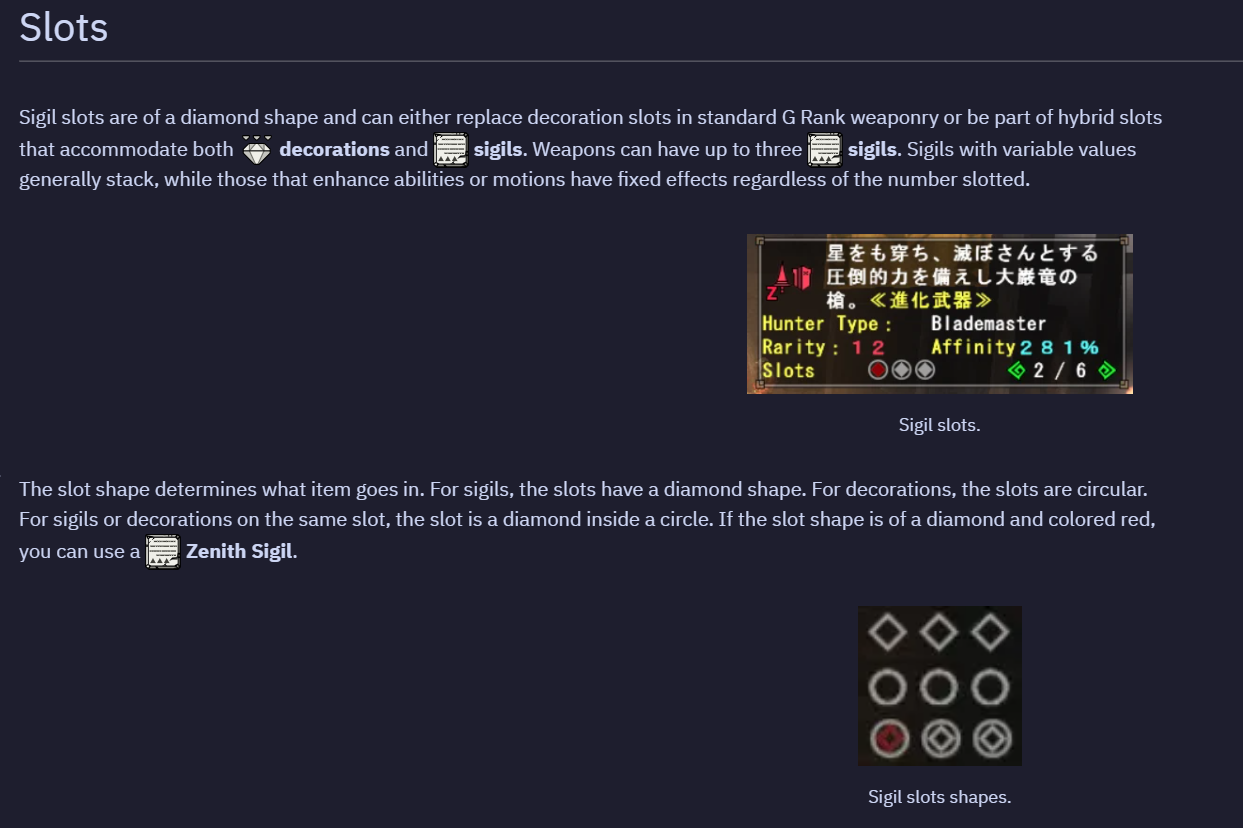 Slots
Sigil slots are of a diamond shape and can either replace decoration slots in standard G Rank weaponry or be part of hybrid slots
that accommodate both decorations and sigils. Weapons can have up to three sigils. Sigils with variable values
generally stack, while those that enhance abilities or motions have fixed effects regardless of the number slotted.
星をも穿ち、滅ぼさんとする
圧倒的力を備えし大巌竜の
槍。≪進化武器≫
Z
Hunter Type : Blademaster
Rarity : 12 Affinity 281%
Slots 2 / 6
Sigil slots.
The slot shape determines what item goes in. For sigils, the slots have a diamond shape. For decorations, the slots are circular.
For sigils or decorations on the same slot, the slot is a diamond inside a circle. If the slot shape is of a diamond and colored red,
you can use a Zenith Sigil.
Sigil slots shapes.